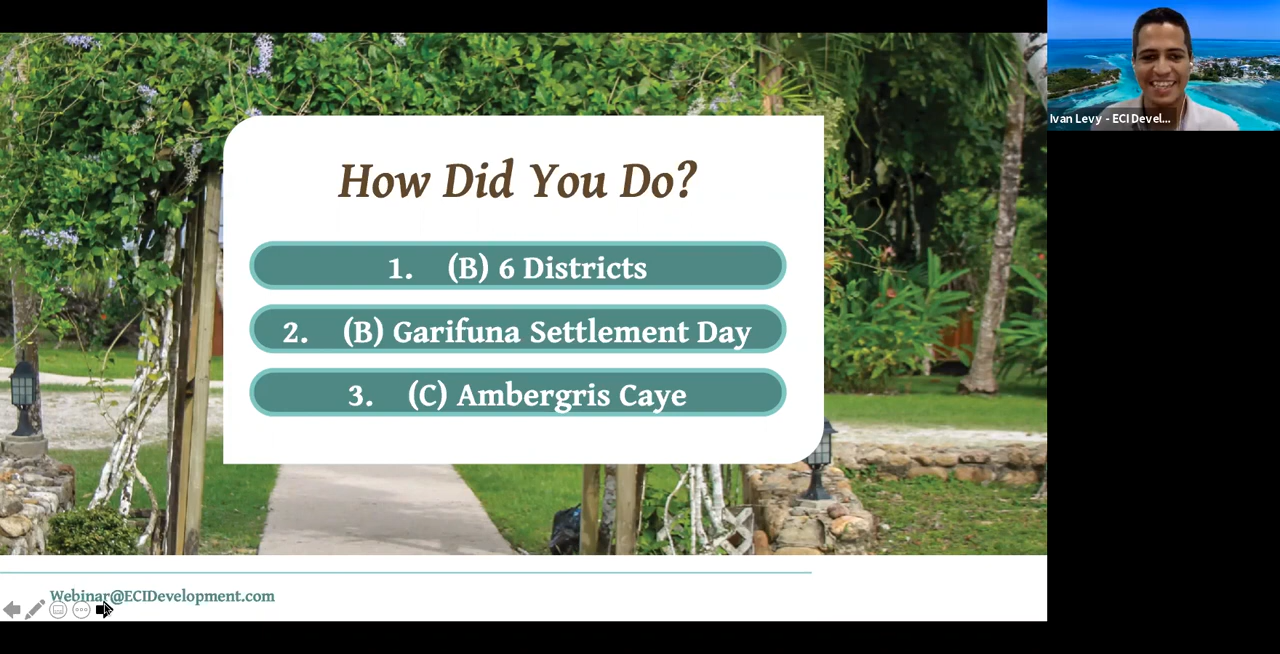 How Did You Do?
1. (B) 6 Districts
2. (B) Garifuna Settlement Day
3. (C) Ambergris Caye
Webinar@ECIDevelopment.com
Ivan Levy - ECI Devel...